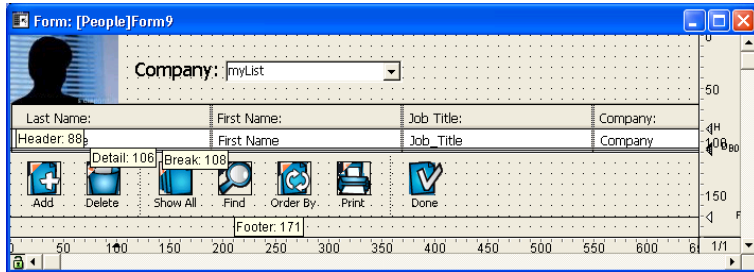 Form: [People]Form9
0
Company: myList
50
Last Name: First Name: Job Title: Company:
H
Header: 88 First Name Job_Title Company
100
Detail: 106 Break: 108
Add Delete Show All Find Order By Print Done
150
Footer: 171
F
0 50 100 150 200 250 300 350 400 450 500 550 600 1/1